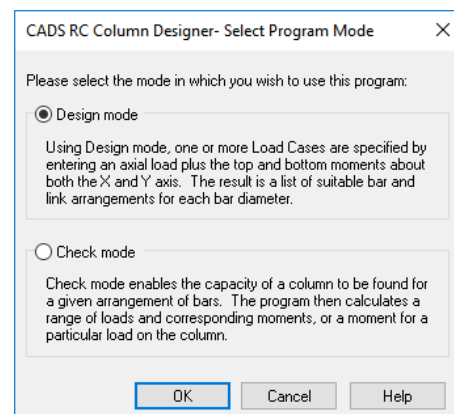 CADS RC Column Designer- Select Program Mode
Please select the mode in which you wish to use this program:
Design mode
Using Design mode, one or more Load Cases are specified by
entering an axial load plus the top and bottom moments about
both the X and Y axis. The result is a list of suitable bar and
link arrangements for each bar diameter.
Check mode
Check mode enables the capacity of a column to be found for
a given arrangement of bars. The program then calculates a
range of loads and corresponding moments, or a moment for a
particular load on the column.
OK Cancel Help